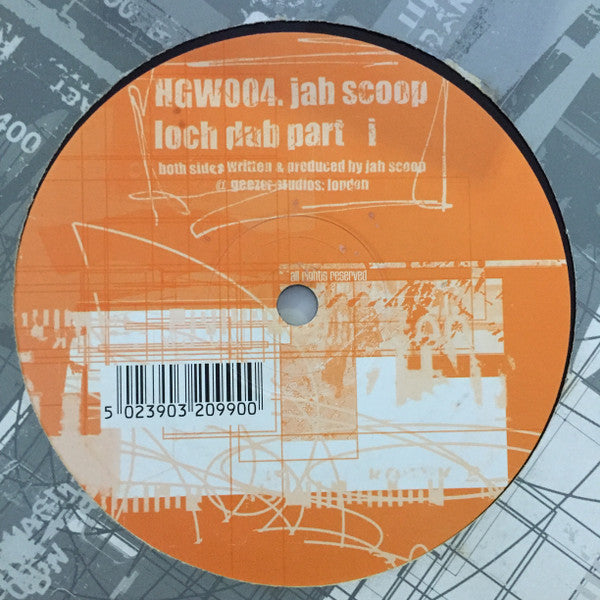 HGW004. jah scoop
loch dub part i
both sides written & produced by jah scoop
@ geezer studios: london
all rights reserved
5 023903 209900
400